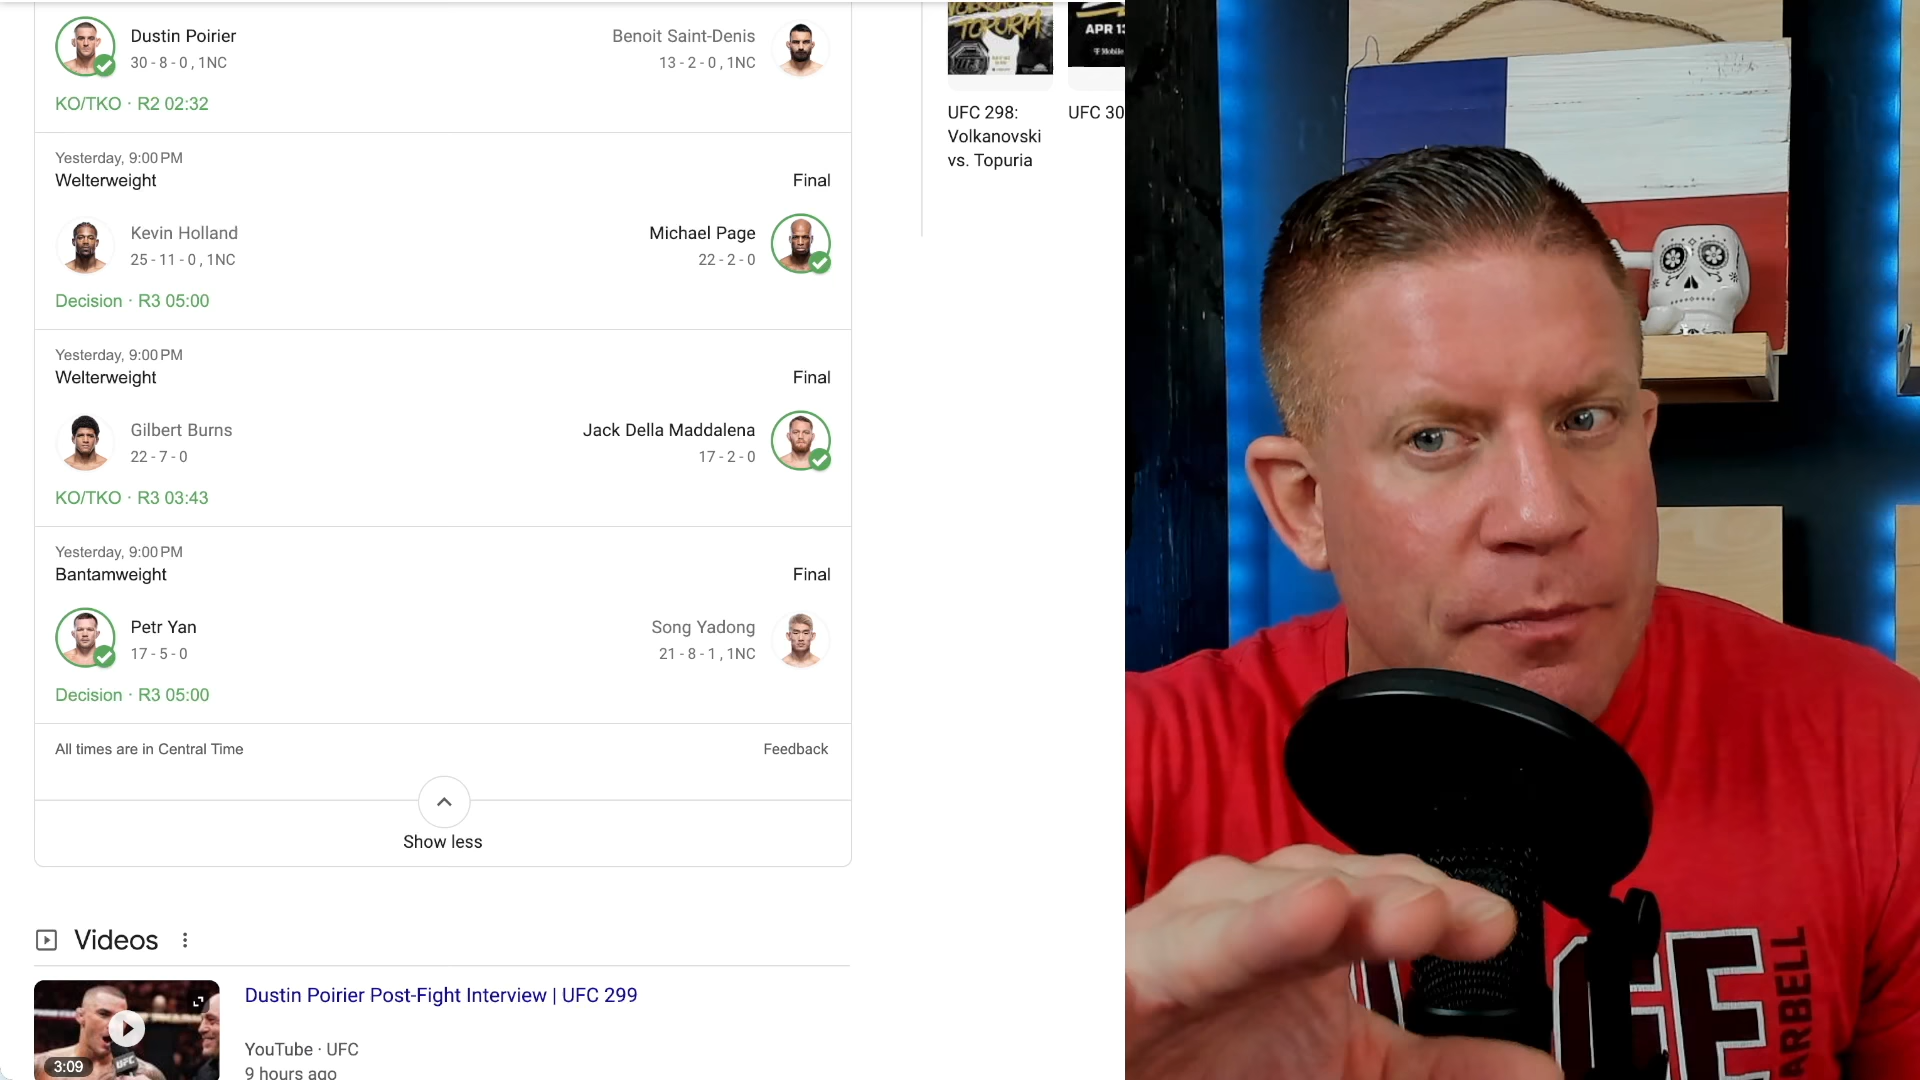 Dustin Poirier
30 - 8 - 0 , 1NC
Benoit Saint-Denis
13 - 2 - 0 , 1NC
KO/TKO · R2 02:32
Yesterday, 9:00 PM
Welterweight
Final
Kevin Holland
25 - 11 - 0 , 1NC
Michael Page
22 - 2 - 0
Decision · R3 05:00
Yesterday, 9:00 PM
Welterweight
Final
Gilbert Burns
22 - 7 - 0
Jack Della Maddalena
17 - 2 - 0
KO/TKO · R3 03:43
Yesterday, 9:00 PM
Bantamweight
Final
Petr Yan
17 - 5 - 0
Song Yadong
21 - 8 - 1 , 1NC
Decision · R3 05:00
All times are in Central Time
Feedback
Show less
Videos
3:09
Dustin Poirier Post-Fight Interview | UFC 299
YouTube · UFC
9 hours ago
TOPURIA
APR 13
UFC 298:
Volkanovski
vs. Topuria
UFC 30
ARBELL